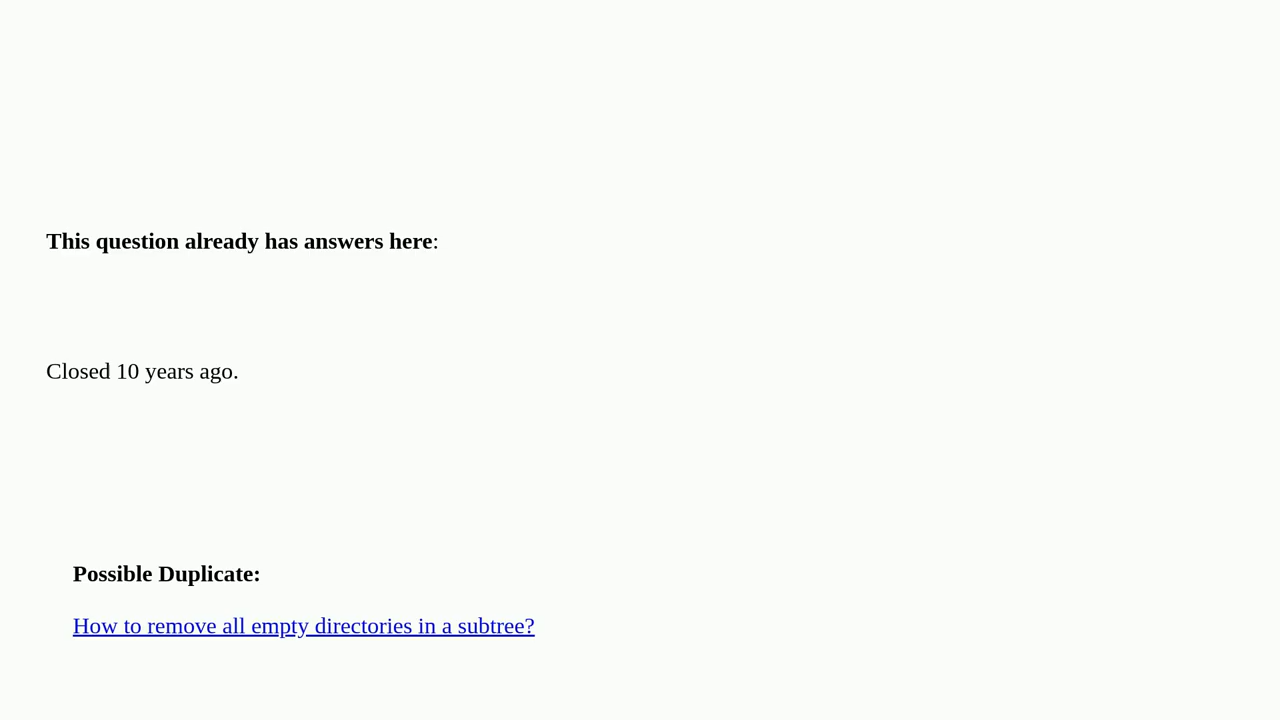 This question already has answers here:
Closed 10 years ago.
Possible Duplicate:
How to remove all empty directories in a subtree?